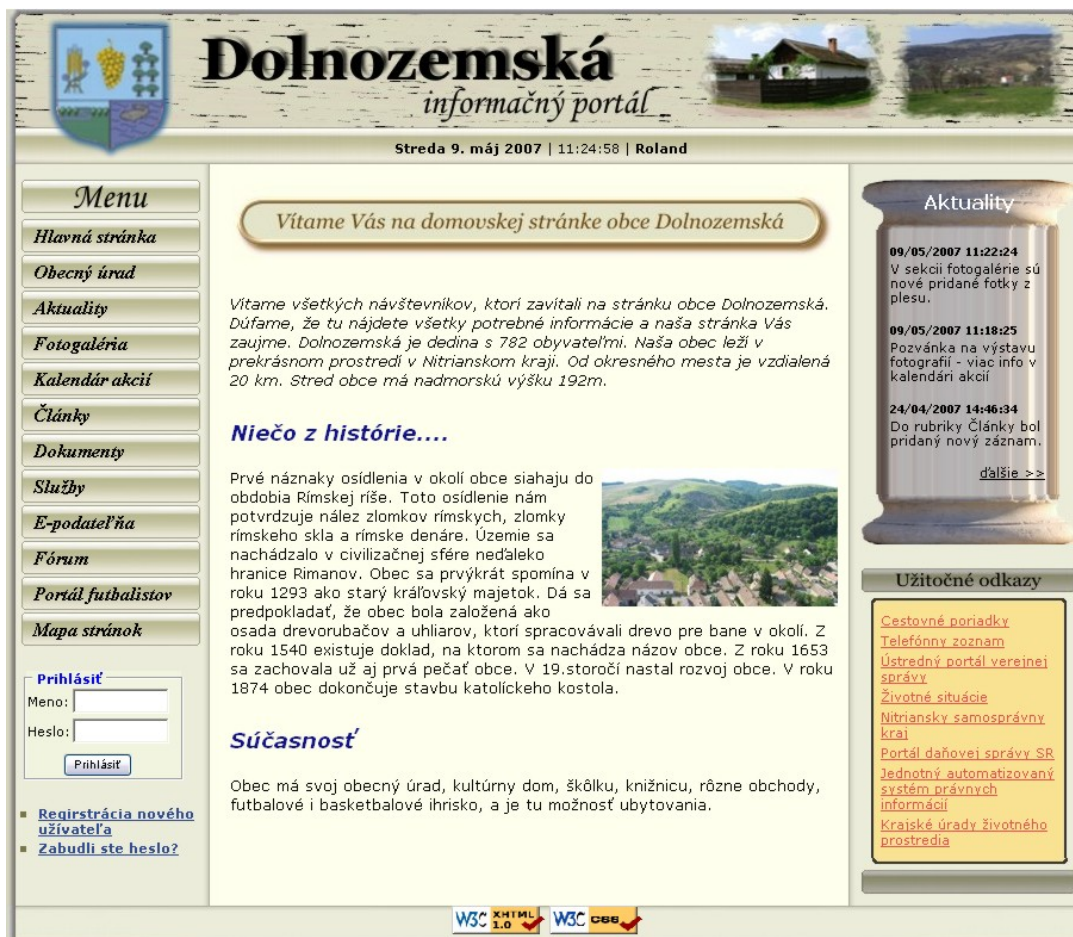 Dolnozemská
informačný portál
Streda 9. máj 2007 | 11:24:58 | Roland
Menu
Hlavná stránka
Obecný úrad
Aktuality
Fotogaléria
Kalendár akcií
Články
Dokumenty
Služby
E-podateľňa
Fórum
Portál futbalistov
Mapa stránok
Prihlásiť
Meno:
Heslo:
Prihlásiť
Regirstrácia nového
užívateľa
Zabudli ste heslo?
Vítame Vás na domovskej stránke obce Dolnozemská
Vítame všetkých návštevníkov, ktorí zavítali na stránku obce Dolnozemská.
Dúfame, že tu nájdete všetky potrebné informácie a naša stránka Vás
zaujme. Dolnozemská je dedina s 782 obyvateľmi. Naša obec leží v
prekrásnom prostredí v Nitrianskom kraji. Od okresného mesta je vzdialená
20 km. Stred obce má nadmorskú výšku 192m.
Niečo z histórie....
Prvé náznaky osídlenia v okolí obce siahaju do
obdobia Rímskej ríše. Toto osídlenie nám
potvrdzuje nález zlomkov rímskych, zlomky
rímskeho skla a rímske denáre. Územie sa
nachádzalo v civilizačnej sfére neďaleko
hranice Rimanov. Obec sa prvýkrát spomína v
roku 1293 ako starý kráľovský majetok. Dá sa
predpokladať, že obec bola založená ako
osada drevorubačov a uhliarov, ktorí spracovávali drevo pre bane v okolí. Z
roku 1540 existuje doklad, na ktorom sa nachádza názov obce. Z roku 1653
sa zachovala už aj prvá pečať obce. V 19.storočí nastal rozvoj obce. V roku
1874 obec dokončuje stavbu katolíckeho kostola.
Súčasnosť
Obec má svoj obecný úrad, kultúrny dom, škôlku, knižnicu, rôzne obchody,
futbalové i basketbalové ihrisko, a je tu možnosť ubytovania.
Aktuality
09/05/2007 11:22:24
V sekcii fotogalérie sú
nové pridané fotky z
plesu.
09/05/2007 11:18:25
Pozvánka na výstavu
fotografií - viac info v
kalendári akcií
24/04/2007 14:46:34
Do rubriky Články bol
pridaný nový záznam.
ďalšie >>
Užitočné odkazy
Cestovné poriadky
Telefónny zoznam
Ústredný portál verejnej
správy
Životné situácie
Nitriansky samosprávny
kraj
Portál daňovej správy SR
Jednotný automatizovaný
systém právnych
informácií
Krajské úrady životného
prostredia
W3C XHTML 1.0
W3C CSS